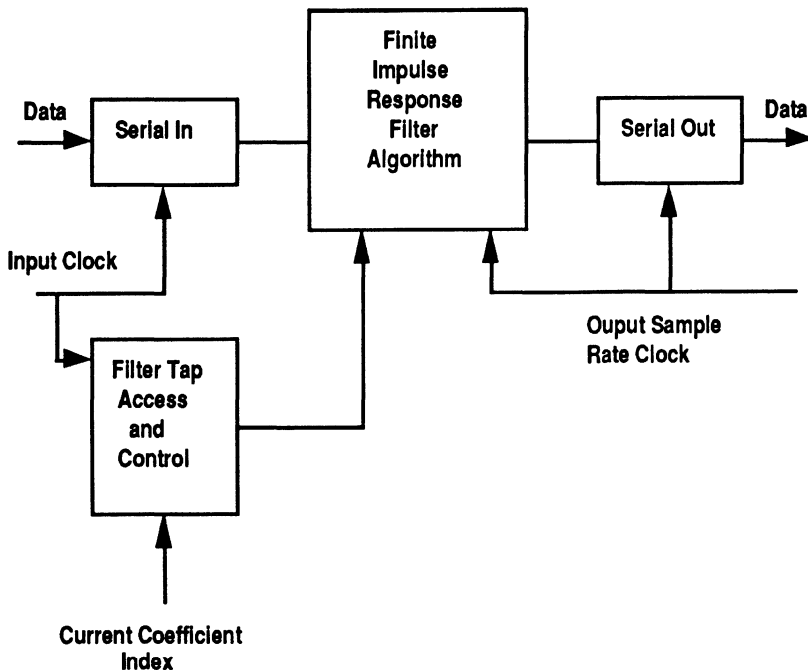 Finite
Impulse
Response
Filter
Algorithm
Data
Serial In
Serial Out
Data
Input Clock
Ouput Sample
Rate Clock
Filter Tap
Access
and
Control
Current Coefficient
Index